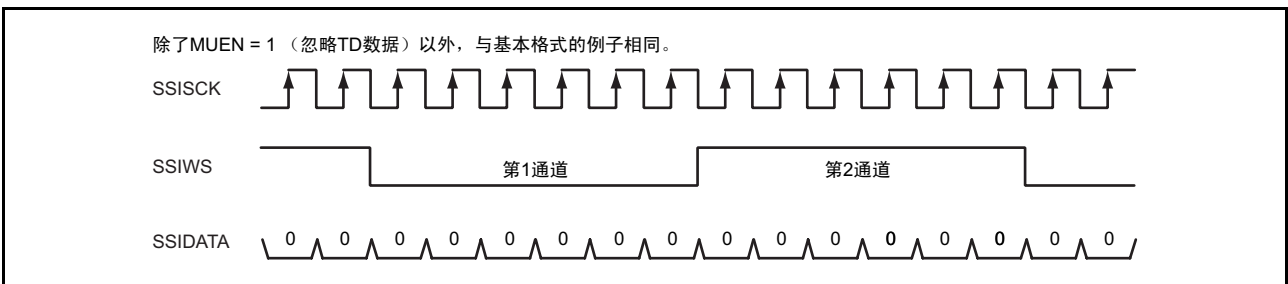 除了MUEN = 1 （忽略TD数据）以外，与基本格式的例子相同。
SSISCK
SSIWS 第1通道 第2通道
SSIDATA 0 0 0 0 0 0 0 0 0 0 0 0 0 0 0 0